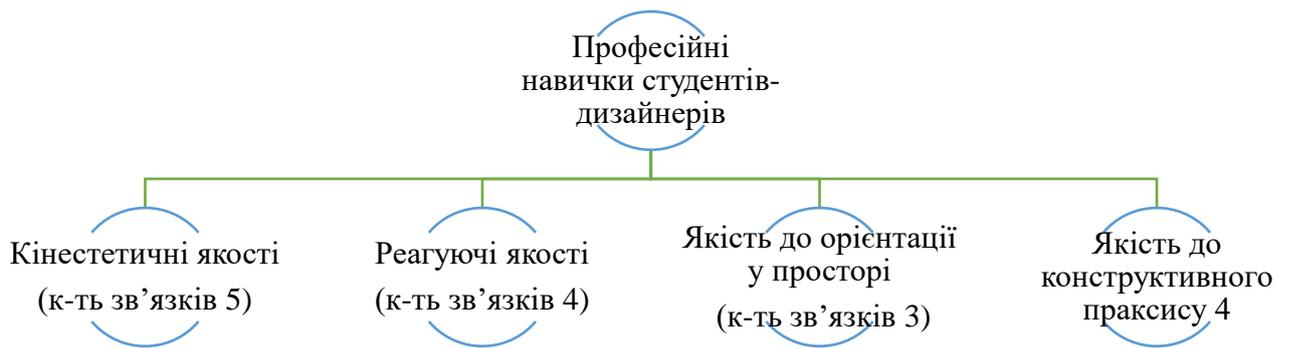 Професійні
навички студентів-
дизайнерів
Кінестетичні якості
(к-ть зв’язків 5)
Реагуючі якості
(к-ть зв’язків 4)
Якість до орієнтації
у просторі
(к-ть зв’язків 3)
Якість до
конструктивного
праксису 4